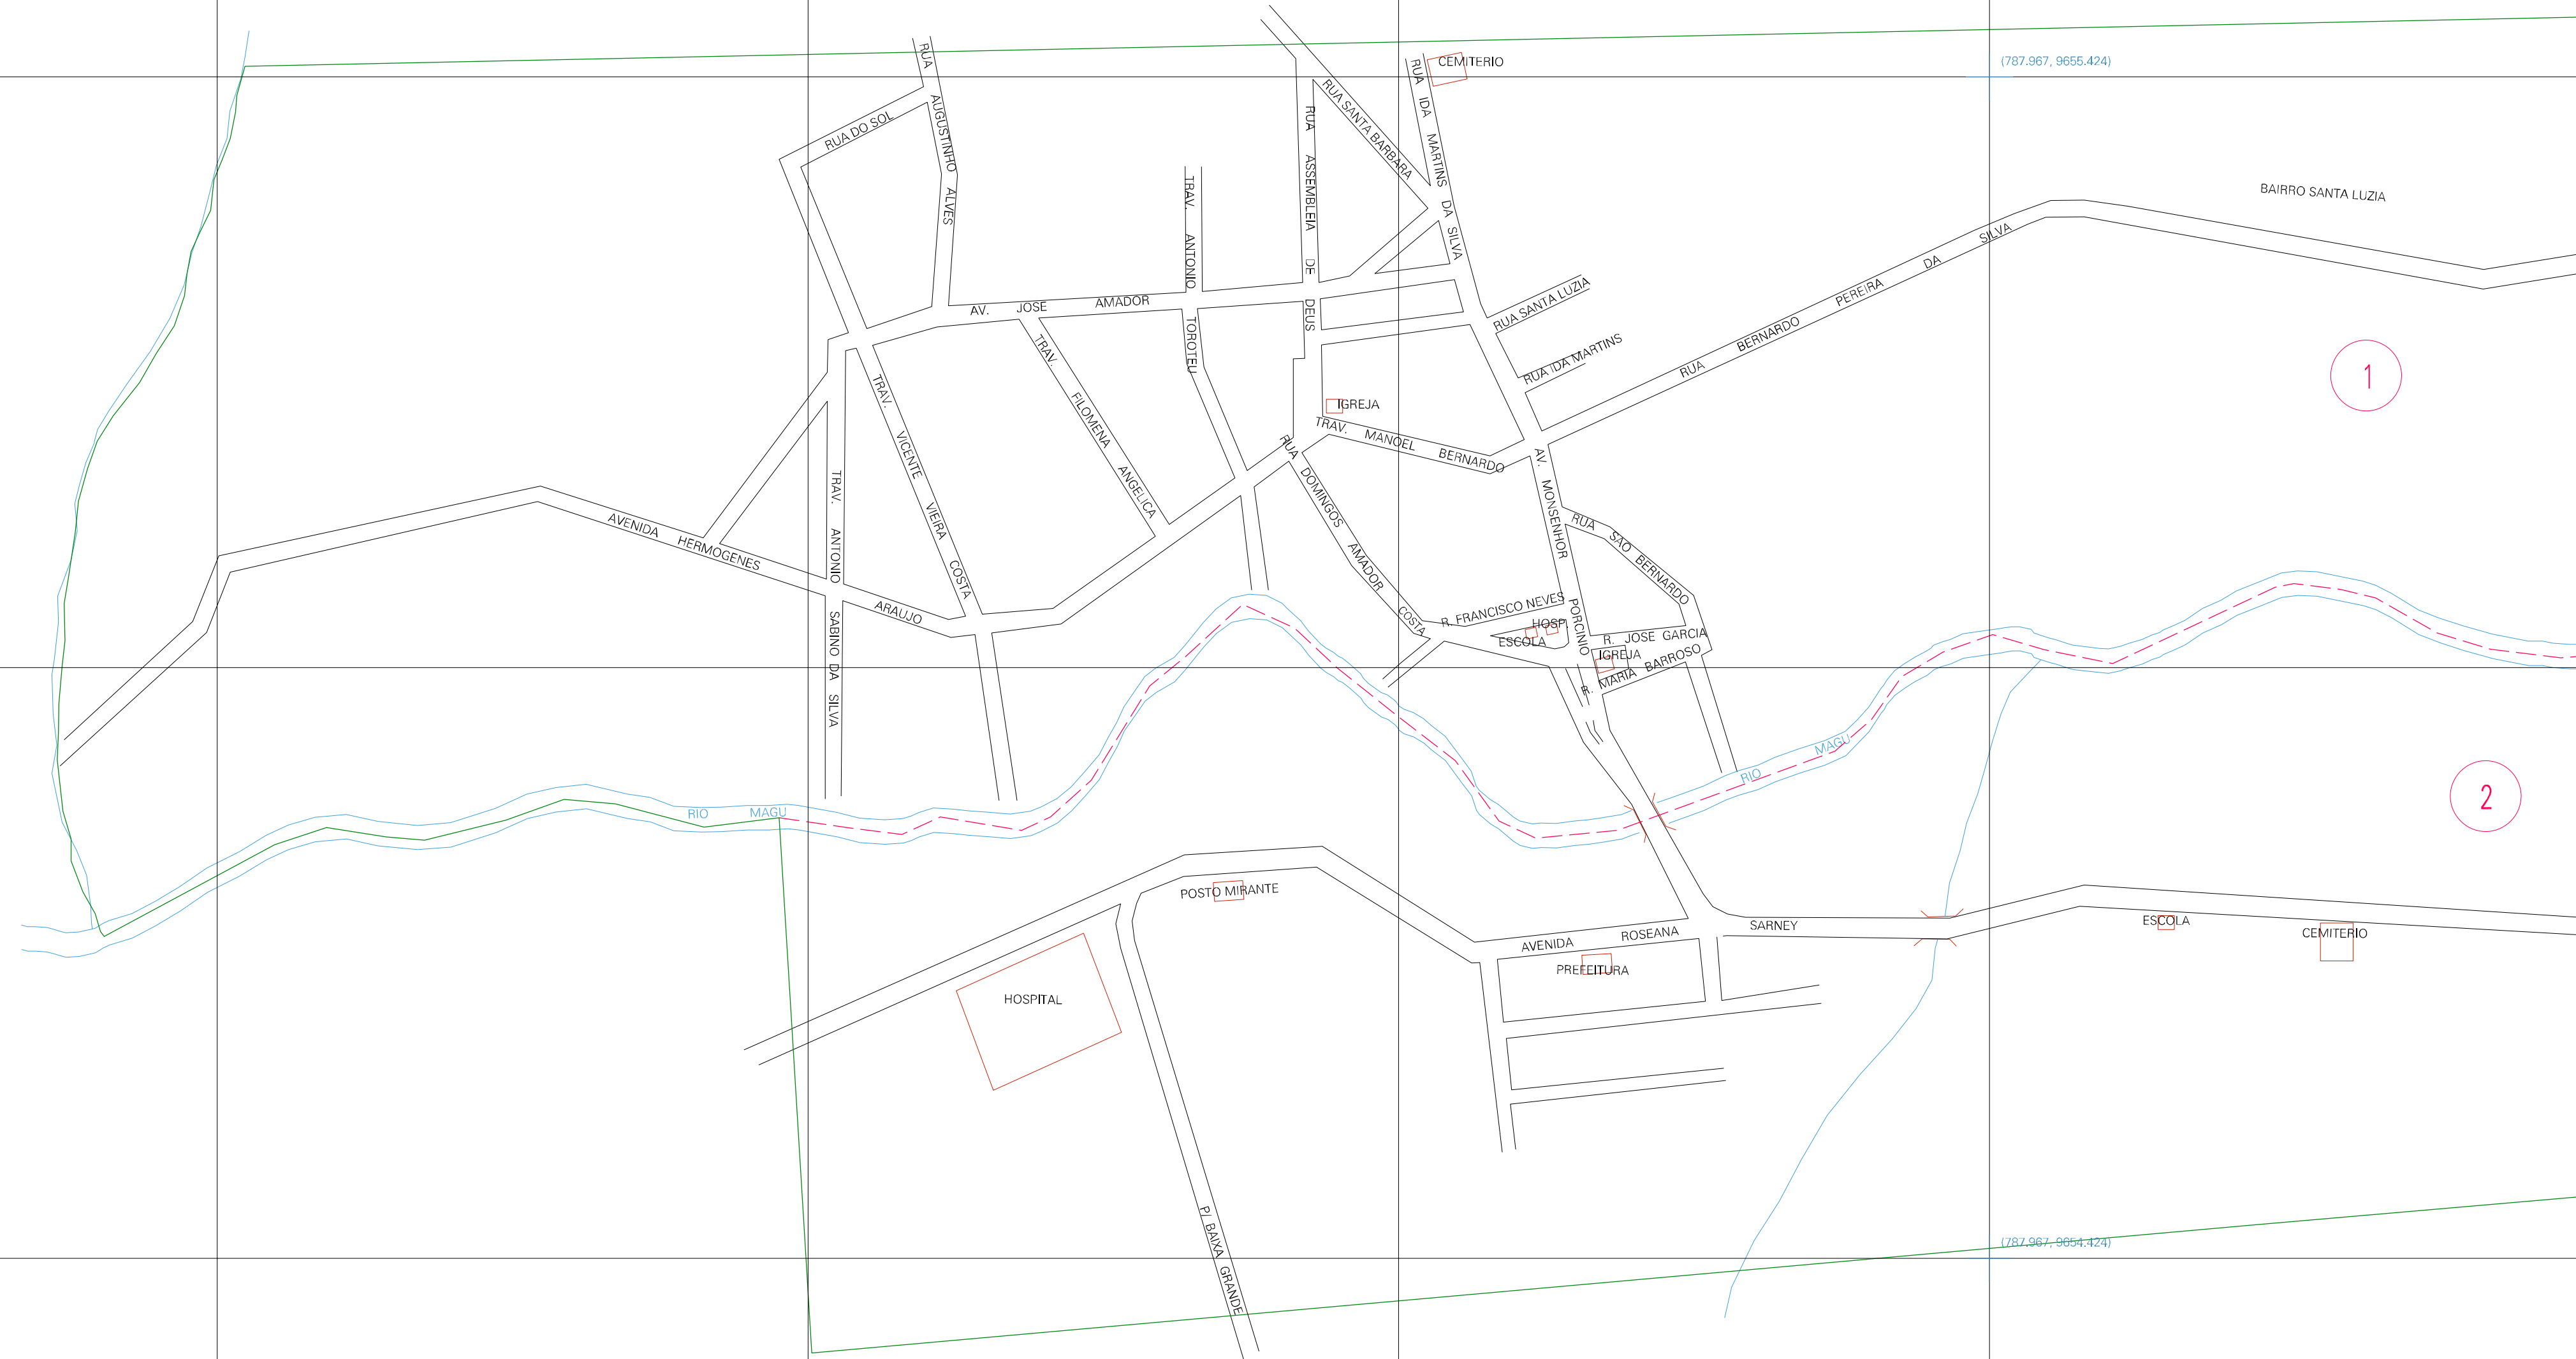 CEMITERIO
(787.967, 9655.424)
RUA AUGUSTINHO ALVES
RUA DO SOL
RUA SANTA BARBARA
RUA IDA MARTINS DA SILVA
RUA ASSEMBLEIA DE DEUS
TRAV. ANTONIO TOROTEU
BAIRRO SANTA LUZIA
AV. JOSE AMADOR
RUA SANTA LUZIA
RUA IDA MARTINS
RUA BERNARDO PEREIRA DA SILVA
1
TRAV. FILOMENA ANGELICA
TRAV. VICENTE VIEIRA COSTA
IGREJA
TRAV. MANOEL BERNARDO
RUA DOMINGOS AMADOR COSTA
AV. MONSENHOR PORCINIO
TRAV. ANTONIO SABINO DA SILVA
AVENIDA HERMOGENES ARAUJO
RUA SAO BERNARDO
R. FRANCISCO NEVES
HOSP.
ESCOLA
R. JOSE GARCIA
IGREJA
R. MARIA BARROSO
RIO MAGU
RIO MAGU
2
POSTO MIRANTE
AVENIDA ROSEANA SARNEY
ESCOLA
CEMITERIO
PREFEITURA
HOSPITAL
P/ BAIXA GRANDE
(787.967, 9654.424)